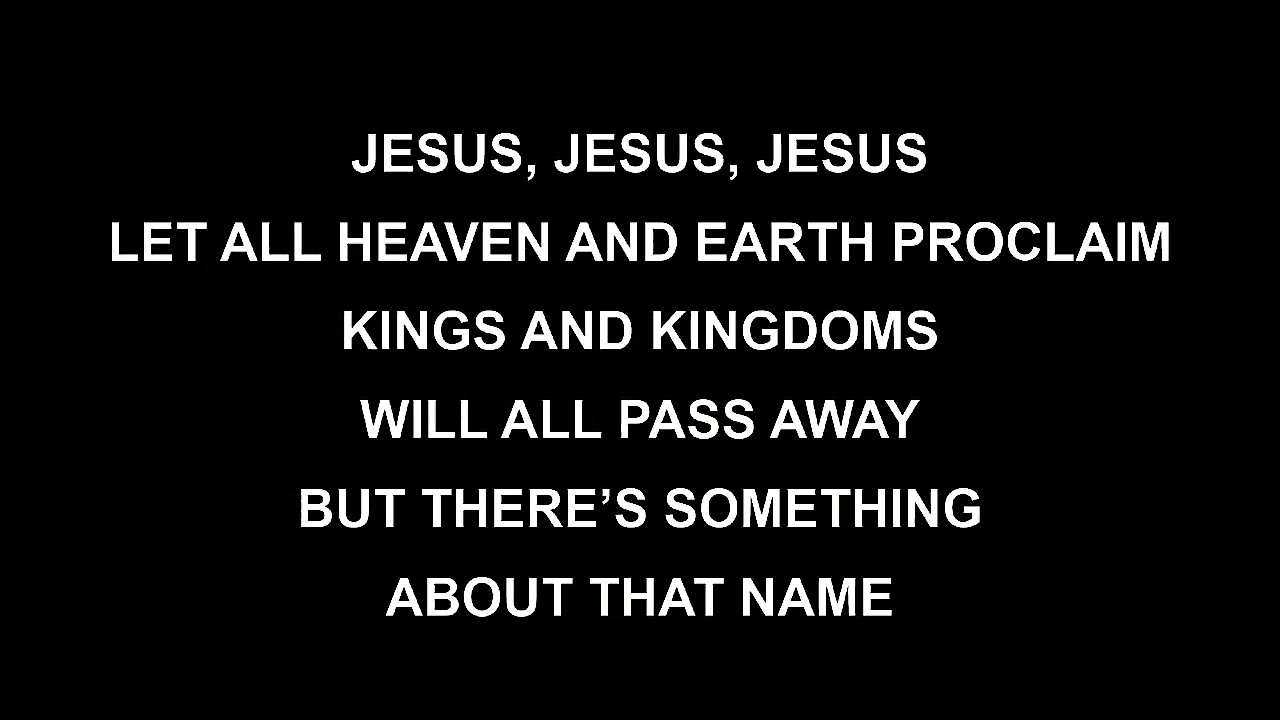 JESUS, JESUS, JESUS
LET ALL HEAVEN AND EARTH PROCLAIM
KINGS AND KINGDOMS
WILL ALL PASS AWAY
BUT THERE’S SOMETHING
ABOUT THAT NAME